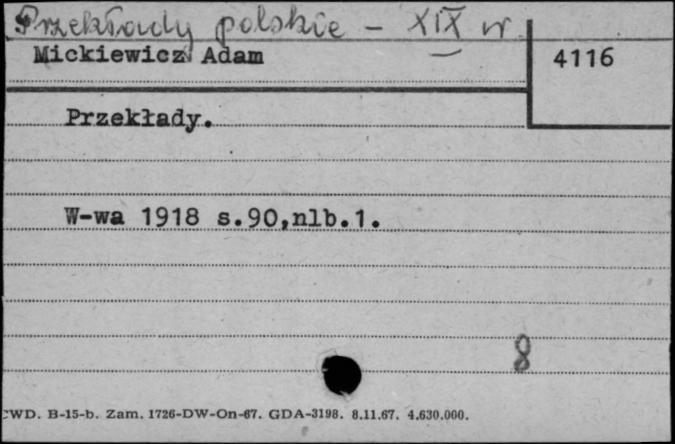 Przekłady polskie - XIX w
Mickiewicz Adam
4116
Przekłady.
W-wa 1918 s.90,nlb.1.
8
CWD. B-15-b. Zam. 1726-DW-On-67. GDA-3198. 8.11.67. 4.630.000.